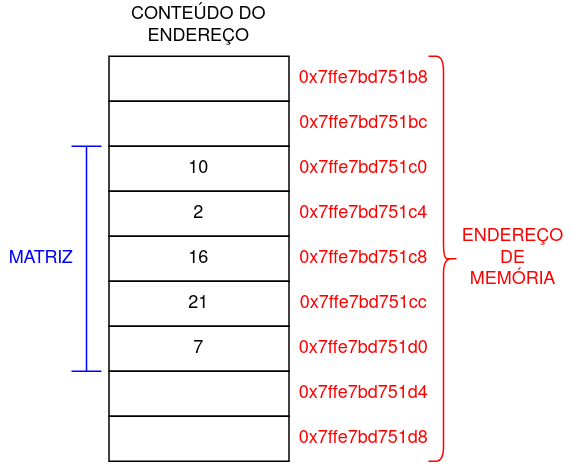 CONTEÚDO DO
ENDEREÇO
0x7ffe7bd751b8
0x7ffe7bd751bc
10 0x7ffe7bd751c0
2 0x7ffe7bd751c4
MATRIZ 16 0x7ffe7bd751c8
21 0x7ffe7bd751cc
7 0x7ffe7bd751d0
0x7ffe7bd751d4
0x7ffe7bd751d8
ENDEREÇO
DE
MEMÓRIA